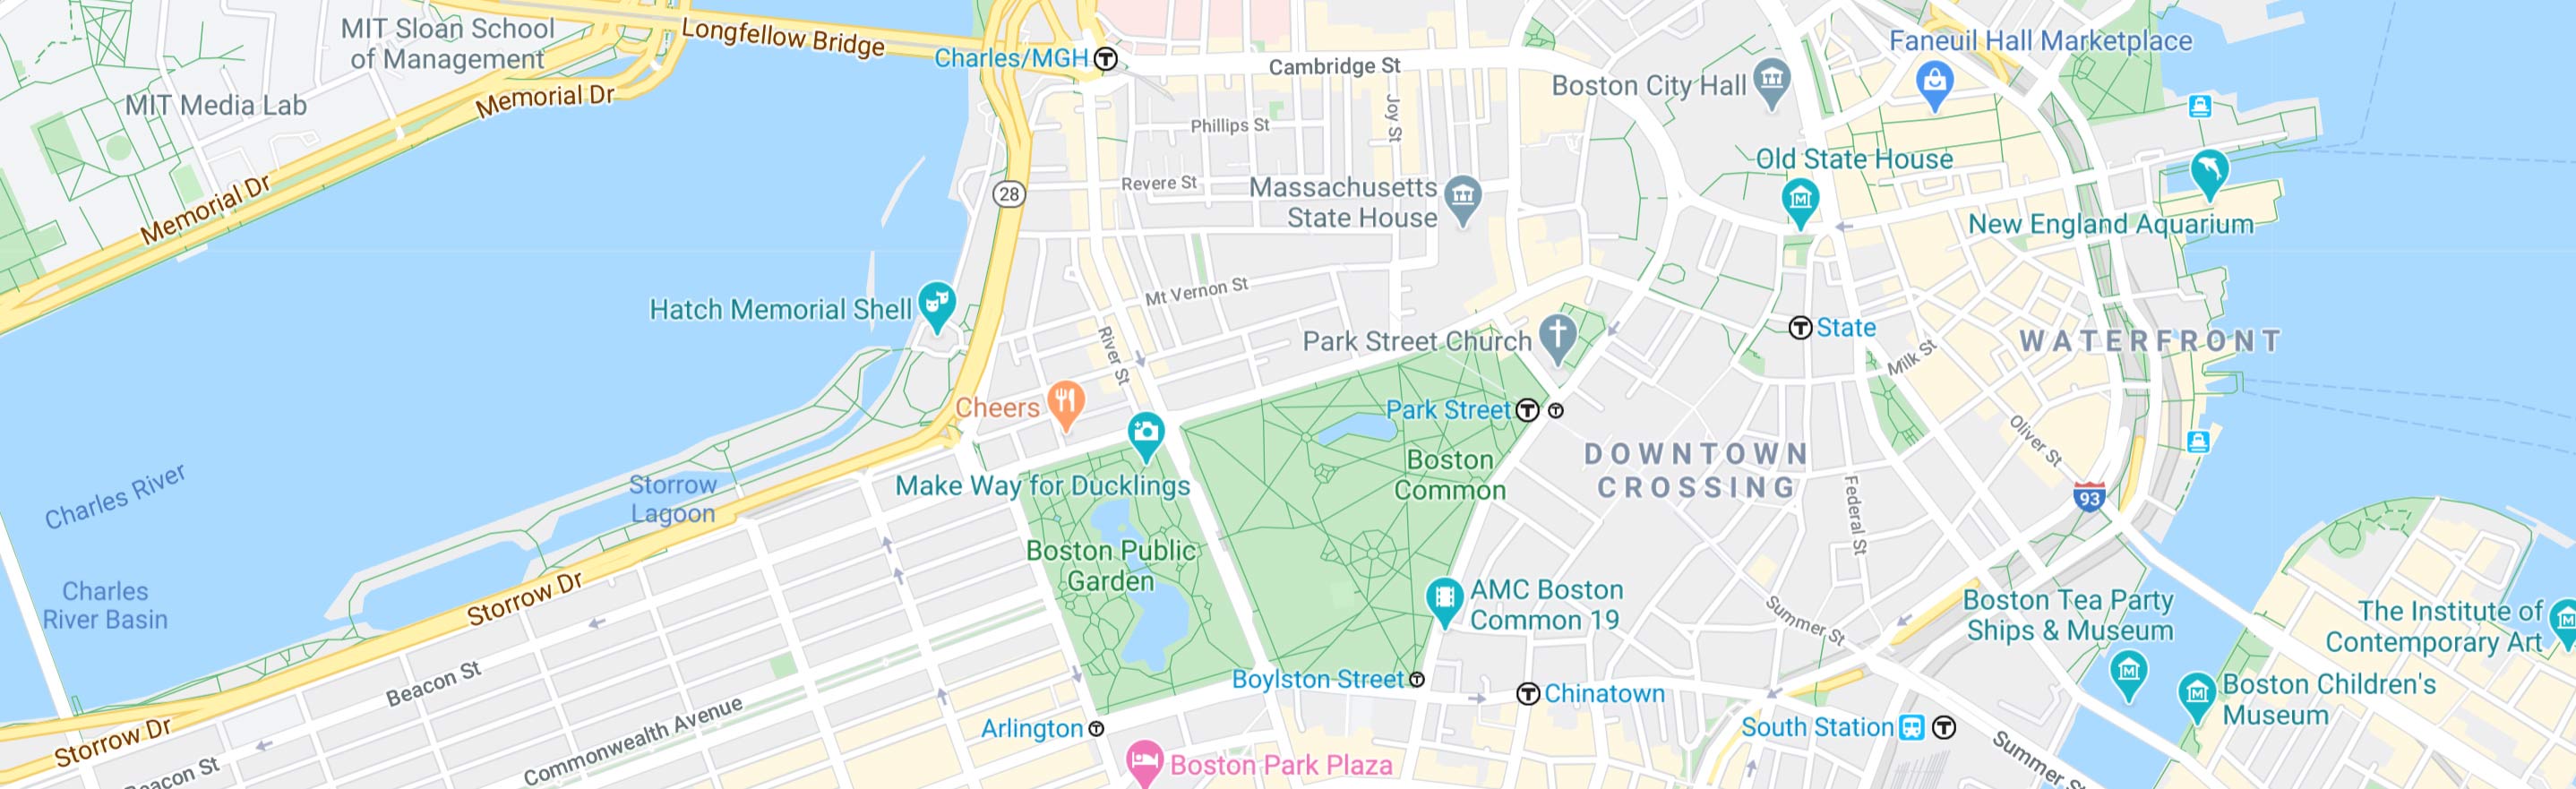 MIT Sloan School
of Management
Longfellow Bridge
Charles/MGH
T
Cambridge St
Faneuil Hall Marketplace
Boston City Hall
MIT Media Lab
Memorial Dr
Phillips St
Joy St
Old State House
M
Memorial Dr
28
Revere St
Massachusetts
State House
New England Aquarium
Hatch Memorial Shell
Mt Vernon St
River St
Park Street Church
T State
Milk St
WATERFRONT
Cheers
Park Street T T
Oliver St
DOWNTOWN
CROSSING
Boston
Common
Make Way for Ducklings
Charles River
Storrow
Lagoon
Federal St
93
Boston Public
Garden
Charles
River Basin
Storrow Dr
AMC Boston
Common 19
Summer St
Boston Tea Party
Ships & Museum
M
The Institute of
Contemporary Art
M
Beacon St
Boylston Street T
T Chinatown
Boston Children's
Museum
M
Commonwealth Avenue
Storrow Dr
Arlington T
South Station T
Beacon St
Boston Park Plaza
Summer St